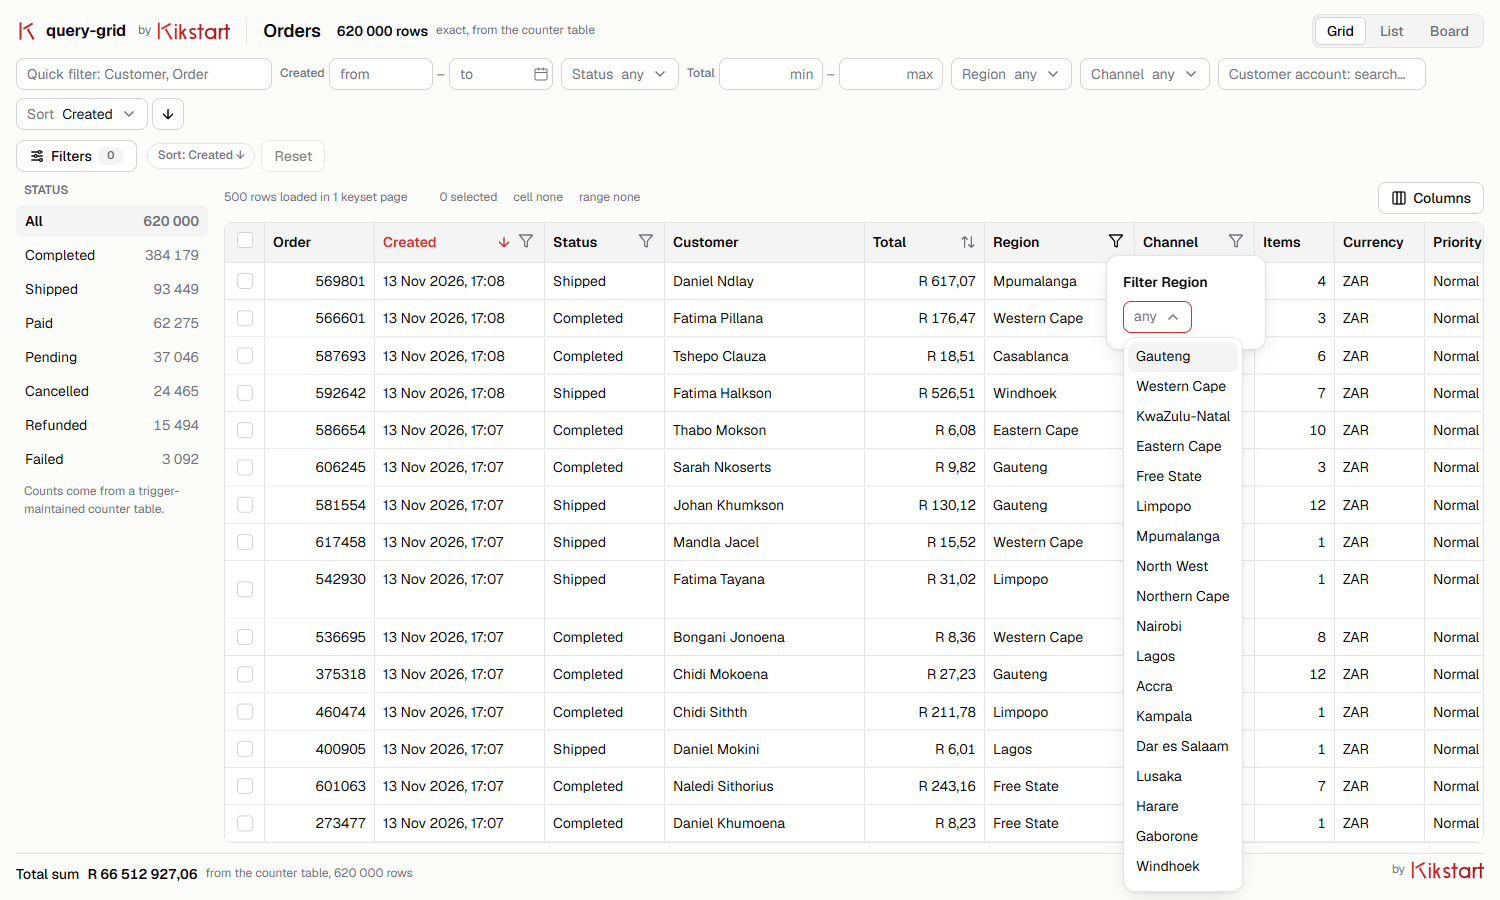 query-grid by Kikstart Orders 620 000 rows exact, from the counter table Grid List Board
Quick filter: Customer, Order Created from – to Status any Total min – max Region any Channel any Customer account: search...
Sort Created
Filters 0 Sort: Created Reset
STATUS
All 620 000
Completed 384 179
Shipped 93 449
Paid 62 275
Pending 37 046
Cancelled 24 465
Refunded 15 494
Failed 3 092
Counts come from a trigger-
maintained counter table.
500 rows loaded in 1 keyset page 0 selected cell none range none Columns
Order Created Status Customer Total Region Channel Items Currency Priority
569801 13 Nov 2026, 17:08 Shipped Daniel Ndlay R 617,07 Mpumalanga 4 ZAR Normal
566601 13 Nov 2026, 17:08 Completed Fatima Pillana R 176,47 Western Cape 3 ZAR Normal
587693 13 Nov 2026, 17:08 Completed Tshepo Clauza R 18,51 Casablanca 6 ZAR Normal
592642 13 Nov 2026, 17:08 Shipped Fatima Halkson R 526,51 Windhoek 7 ZAR Normal
586654 13 Nov 2026, 17:07 Completed Thabo Mokson R 6,08 Eastern Cape 10 ZAR Normal
606245 13 Nov 2026, 17:07 Completed Sarah Nkoserts R 9,82 Gauteng 3 ZAR Normal
581554 13 Nov 2026, 17:07 Shipped Johan Khumkson R 130,12 Gauteng 12 ZAR Normal
617458 13 Nov 2026, 17:07 Shipped Mandla Jacel R 15,52 Western Cape 1 ZAR Normal
542930 13 Nov 2026, 17:07 Shipped Fatima Tayana R 31,02 Limpopo 1 ZAR Normal
536695 13 Nov 2026, 17:07 Completed Bongani Jonoena R 8,36 Western Cape 8 ZAR Normal
375318 13 Nov 2026, 17:07 Completed Chidi Mokoena R 27,23 Gauteng 12 ZAR Normal
460474 13 Nov 2026, 17:07 Completed Chidi Sithth R 211,78 Limpopo 1 ZAR Normal
400905 13 Nov 2026, 17:07 Shipped Daniel Mokini R 6,01 Lagos 1 ZAR Normal
601063 13 Nov 2026, 17:07 Completed Naledi Sithorius R 243,16 Free State 7 ZAR Normal
273477 13 Nov 2026, 17:07 Completed Daniel Khumoena R 8,23 Free State 1 ZAR Normal
Filter Region
any
Gauteng
Western Cape
KwaZulu-Natal
Eastern Cape
Free State
Limpopo
Mpumalanga
North West
Northern Cape
Nairobi
Lagos
Accra
Kampala
Dar es Salaam
Lusaka
Harare
Gaborone
Windhoek
Total sum R 66 512 927,06 from the counter table, 620 000 rows by Kikstart